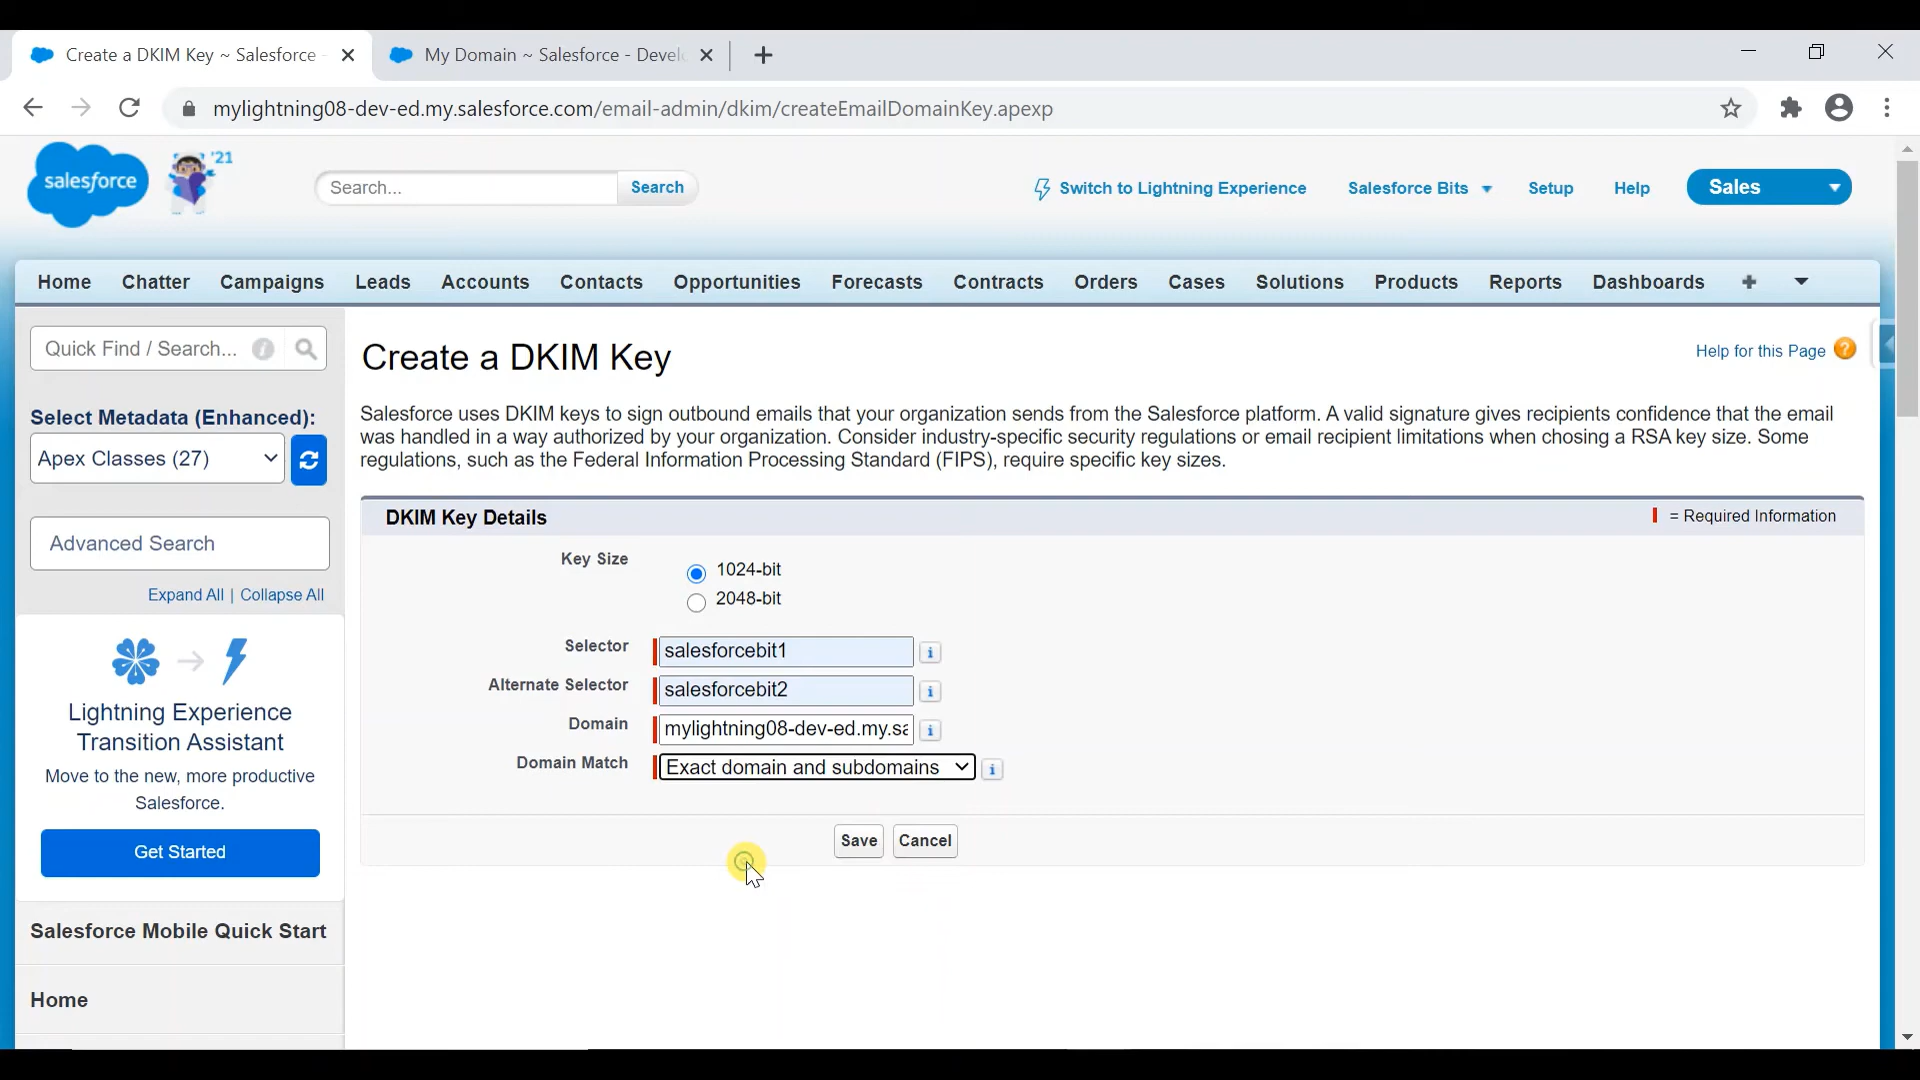 Create a DKIM Key ~ Salesforce -
My Domain ~ Salesforce - Devel
mylightning08-dev-ed.my.salesforce.com/email-admin/dkim/createEmailDomainKey.apexp
salesforce
'21
Search...
Search
Switch to Lightning Experience
Salesforce Bits
Setup
Help
Sales
Home Chatter Campaigns Leads Accounts Contacts Opportunities Forecasts Contracts Orders Cases Solutions Products Reports Dashboards +
Quick Find / Search...
Select Metadata (Enhanced):
Apex Classes (27)
Advanced Search
Expand All | Collapse All
Lightning Experience
Transition Assistant
Move to the new, more productive
Salesforce.
Get Started
Salesforce Mobile Quick Start
Home
Create a DKIM Key
Help for this Page ?
Salesforce uses DKIM keys to sign outbound emails that your organization sends from the Salesforce platform. A valid signature gives recipients confidence that the email
was handled in a way authorized by your organization. Consider industry-specific security regulations or email recipient limitations when chosing a RSA key size. Some
regulations, such as the Federal Information Processing Standard (FIPS), require specific key sizes.
DKIM Key Details
= Required Information
Key Size
1024-bit
2048-bit
Selector salesforcebit1
Alternate Selector salesforcebit2
Domain mylightning08-dev-ed.my.sa
Domain Match Exact domain and subdomains
Save Cancel